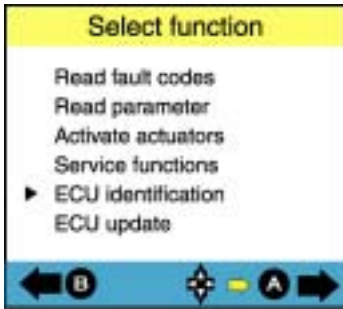 Select function
Read fault codes
Read parameter
Activate actuators
Service functions
ECU identification
ECU update
B A